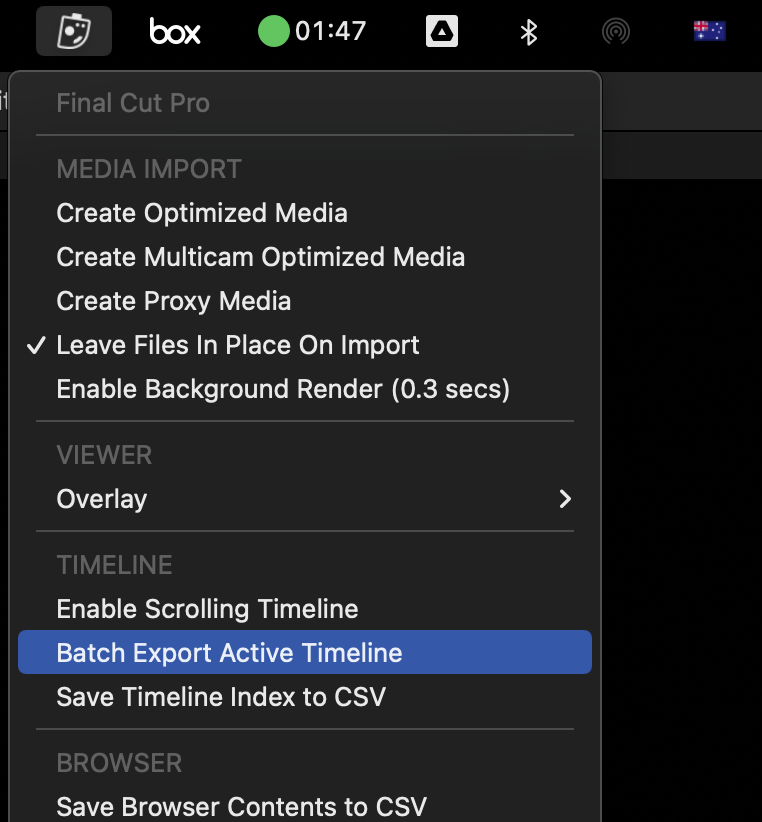 box 01:47
Final Cut Pro
MEDIA IMPORT
Create Optimized Media
Create Multicam Optimized Media
Create Proxy Media
Leave Files In Place On Import
Enable Background Render (0.3 secs)
VIEWER
Overlay
TIMELINE
Enable Scrolling Timeline
Batch Export Active Timeline
Save Timeline Index to CSV
BROWSER
Save Browser Contents to CSV